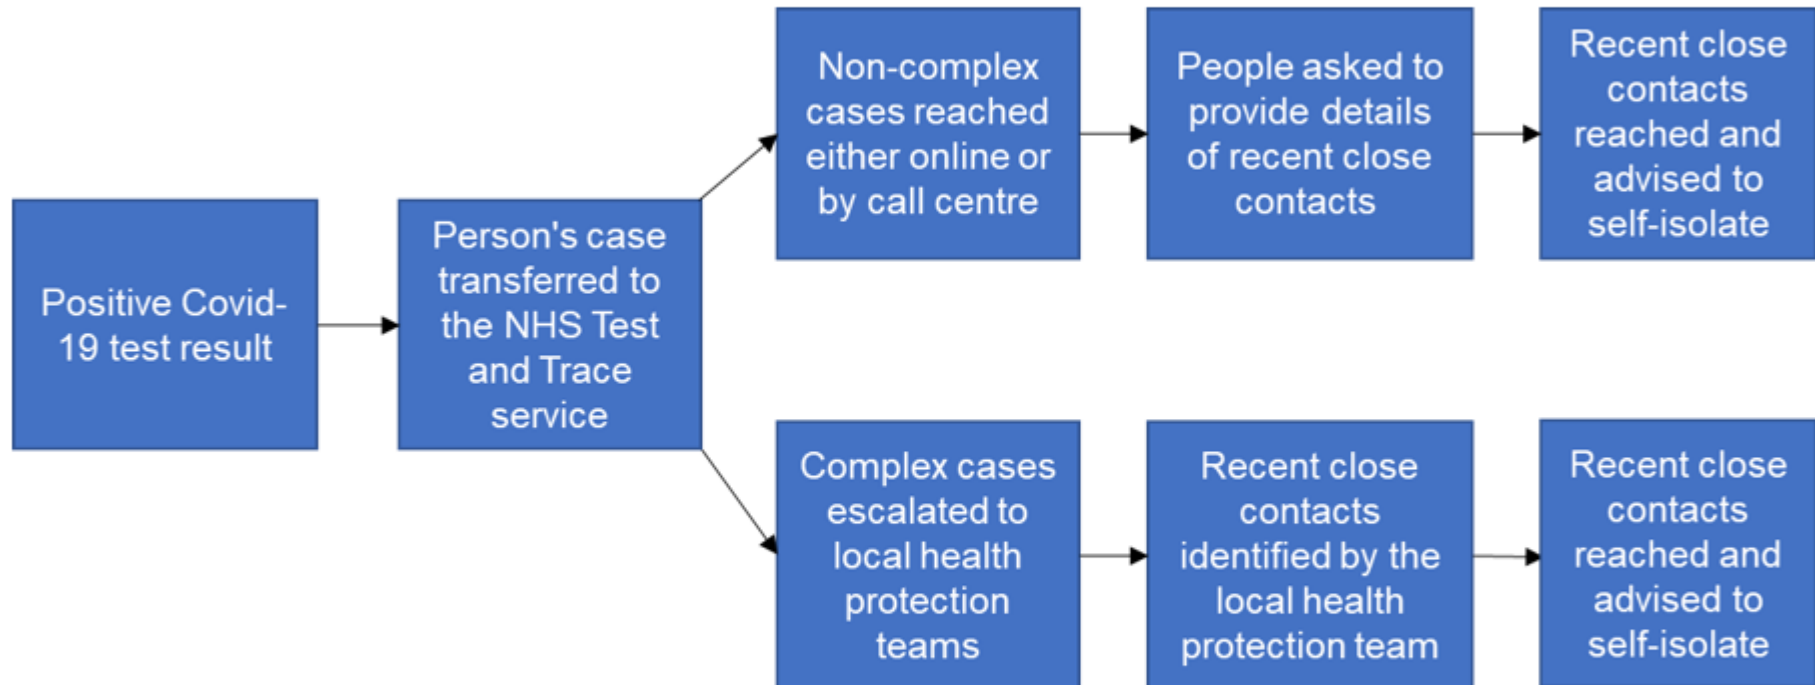 Positive Covid-
19 test result
Person's case
transferred to
the NHS Test
and Trace
service
Non-complex
cases reached
either online or
by call centre
People asked to
provide details
of recent close
contacts
Recent close
contacts
reached and
advised to
self-isolate
Complex cases
escalated to
local health
protection
teams
Recent close
contacts
identified by the
local health
protection team
Recent close
contacts
reached and
advised to
self-isolate